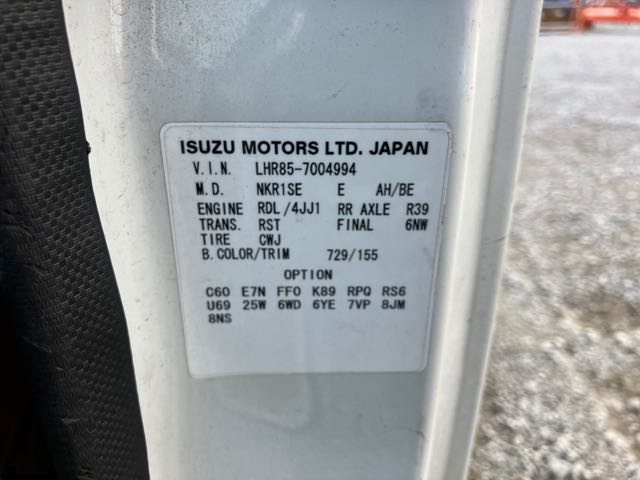 ISUZU MOTORS LTD. JAPAN
V.I.N. LHR85-7004994
M.D. NKR1SE E AH/BE
ENGINE RDL/4JJ1 RR AXLE R39
TRANS. RST FINAL 6NW
TIRE CWJ
B.COLOR/TRIM 729/155
OPTION
C60 E7N FF0 K89 RPQ RS6
U69 25W 6WD 6YE 7VP 8JM
8NS